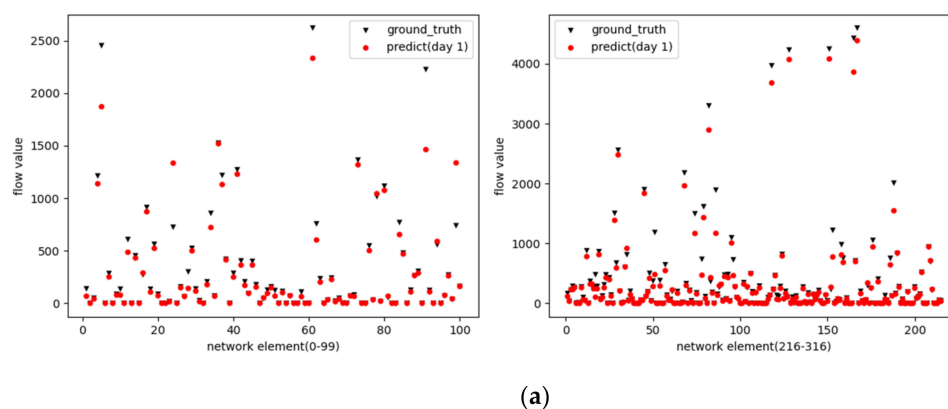 ground_truth
predict(day 1)
flow value
2500
2000
1500
1000
500
0
0 20 40 60 80 100
network element(0-99)
ground_truth
predict(day 1)
flow value
4000
3000
2000
1000
0
0 50 100 150 200
network element(216-316)
(a)